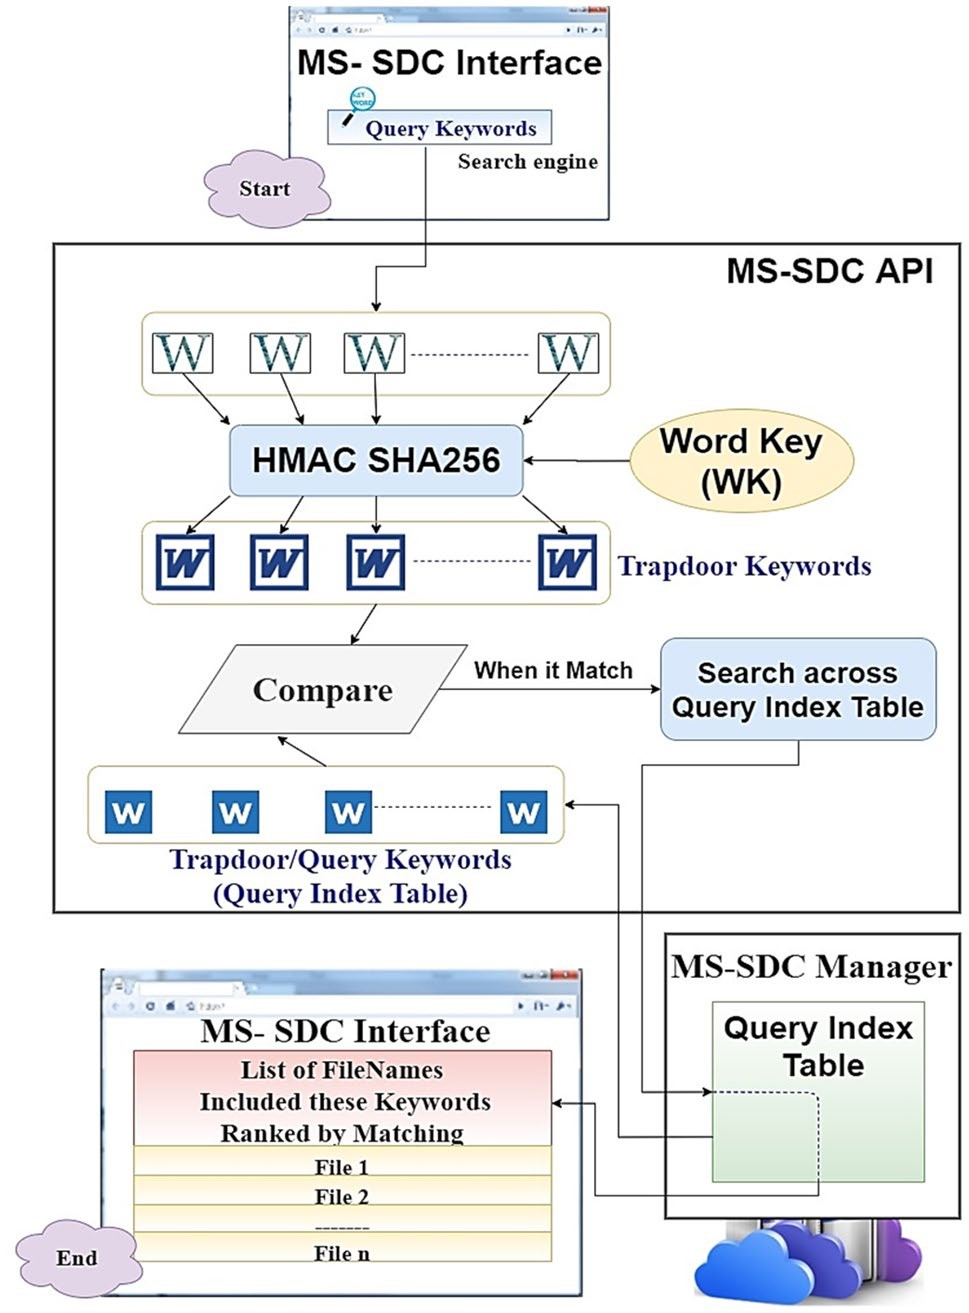 MS- SDC Interface
KEY
WORD
Query Keywords
Search engine
Start
MS-SDC API
W W W W
HMAC SHA256
Word Key
(WK)
W W W W
Trapdoor Keywords
Compare
When it Match
Search across
Query Index Table
W W W W
Trapdoor/Query Keywords
(Query Index Table)
MS-SDC Manager
Query Index
Table
MS- SDC Interface
List of FileNames
Included these Keywords
Ranked by Matching
File 1
File 2
-------
File n
End